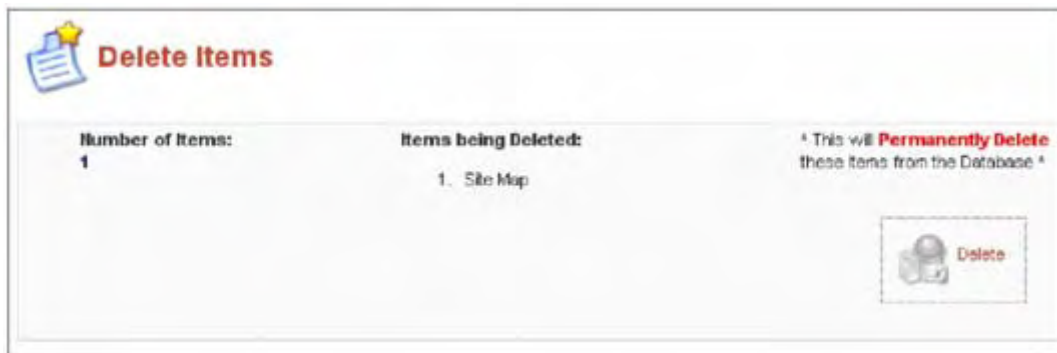 Delete Items
Number of Items:
1
Items being Deleted:
1. Site Map
* This will Permanently Delete
these Items from the Database *
Delete